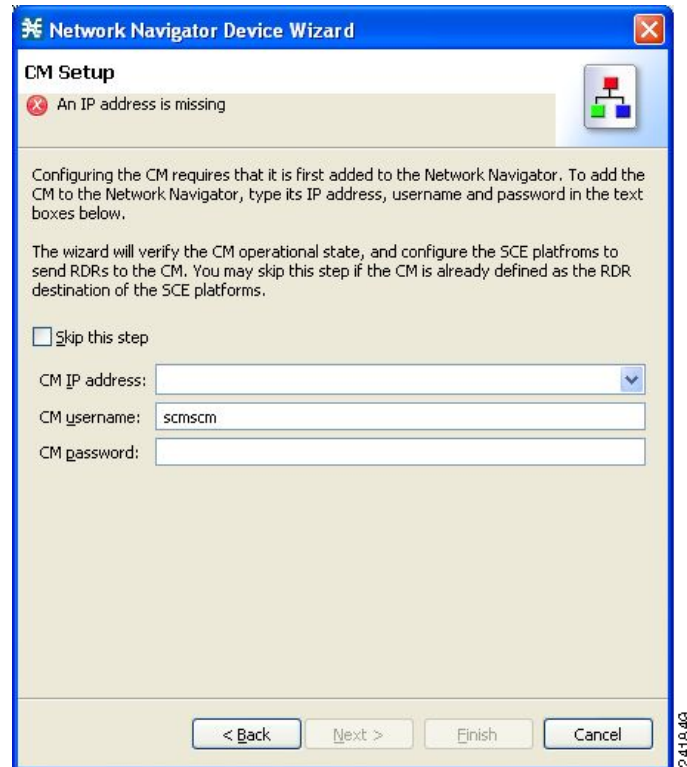 Network Navigator Device Wizard
CM Setup
An IP address is missing
Configuring the CM requires that it is first added to the Network Navigator. To add the
CM to the Network Navigator, type its IP address, username and password in the text
boxes below.
The wizard will verify the CM operational state, and configure the SCE platfroms to
send RDRs to the CM. You may skip this step if the CM is already defined as the RDR
destination of the SCE platforms.
Skip this step
CM IP address:
CM username: scmscm
CM password:
< Back Next > Finish Cancel
241849